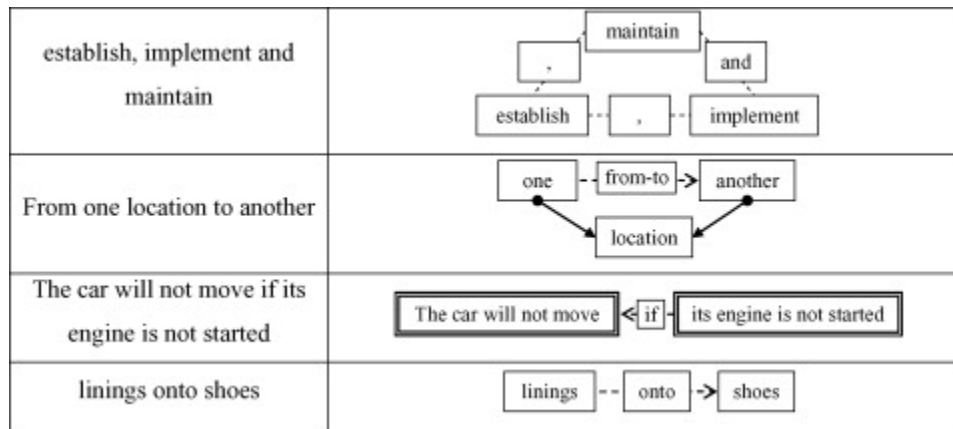 establish, implement and
maintain
maintain
, and
establish , implement
From one location to another
one from-to another
location
The car will not move if its
engine is not started
The car will not move if its engine is not started
linings onto shoes
linings onto shoes